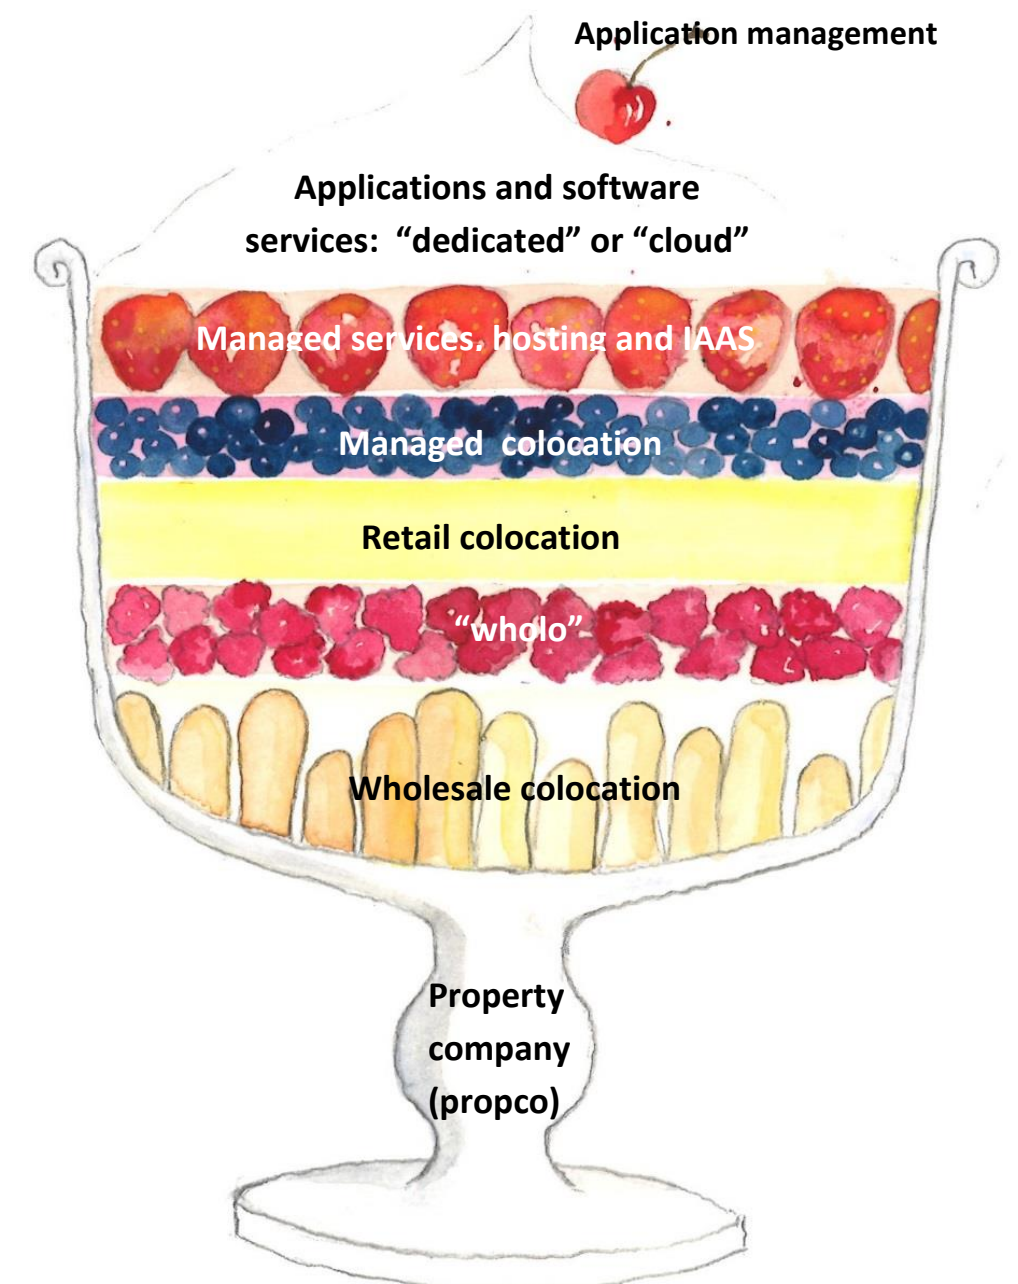 Application management
Applications and software
services:  “dedicated” or “cloud”
Managed services, hosting and IAAS
Managed  colocation
Retail colocation
“wholo”
Wholesale colocation
Property
company
(propco)